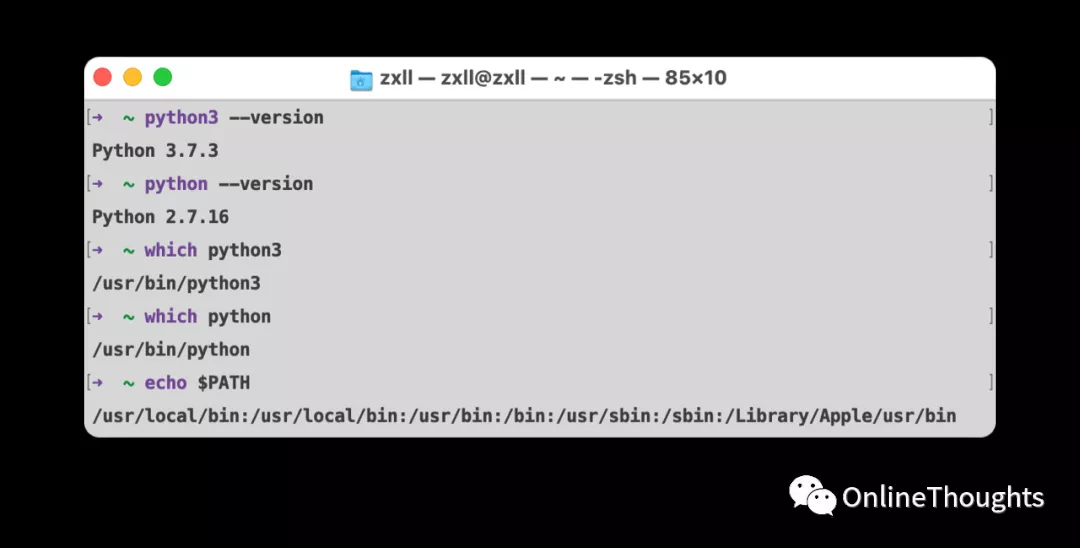 zxll — zxll@zxll — ~ — -zsh — 85×10
[➜  ~ python3 --version ]
Python 3.7.3
[➜  ~ python --version ]
Python 2.7.16
[➜  ~ which python3 ]
/usr/bin/python3
[➜  ~ which python ]
/usr/bin/python
[➜  ~ echo $PATH ]
/usr/local/bin:/usr/local/bin:/usr/bin:/bin:/usr/sbin:/sbin:/Library/Apple/usr/bin
OnlineThoughts